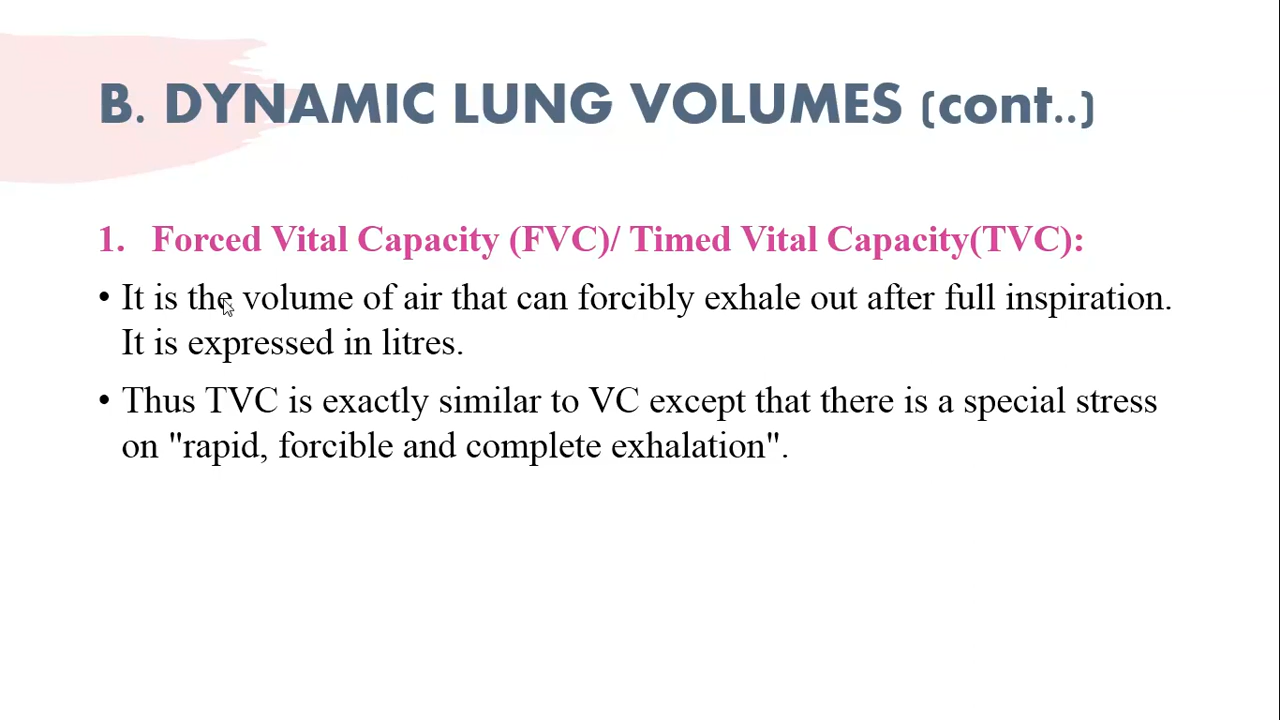 B. DYNAMIC LUNG VOLUMES (cont..)
1. Forced Vital Capacity (FVC)/ Timed Vital Capacity(TVC):
• It is the volume of air that can forcibly exhale out after full inspiration.
It is expressed in litres.
• Thus TVC is exactly similar to VC except that there is a special stress
on "rapid, forcible and complete exhalation".